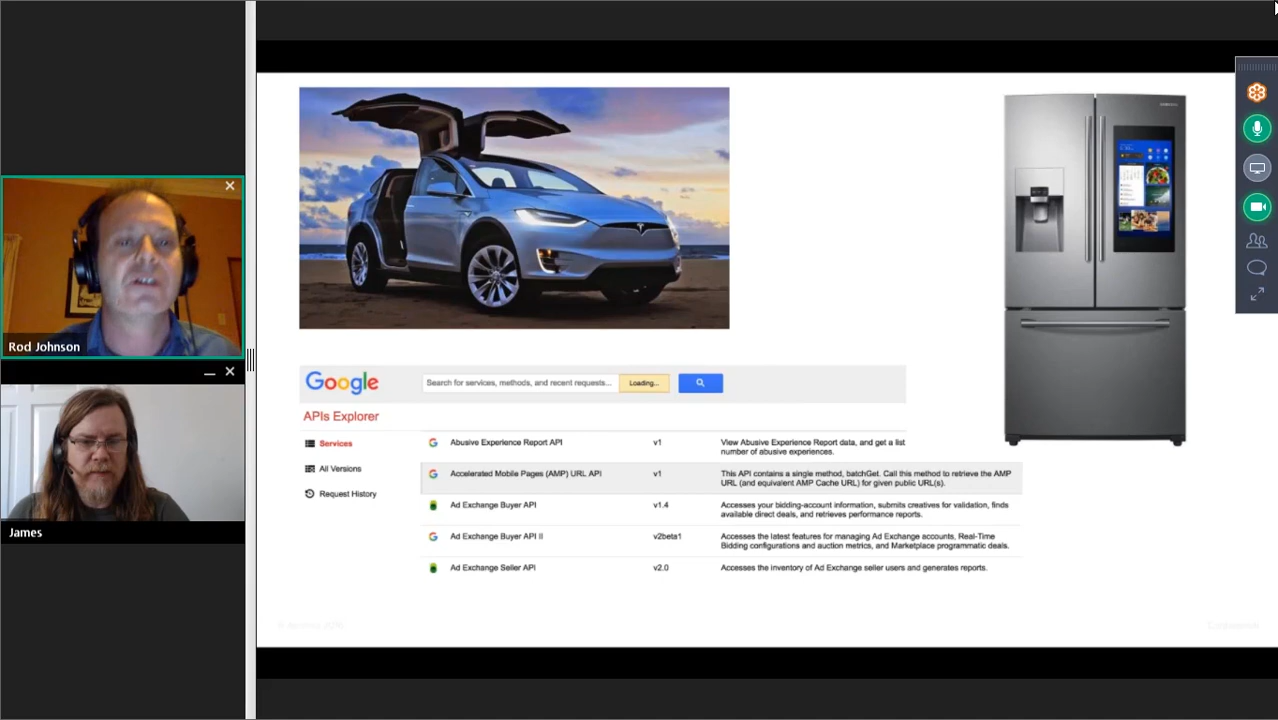 Rod Johnson
James
SAMSUNG
Google
Search for services, methods, and recent requests...
Loading...
APIs Explorer
Services
All Versions
Request History
Abusive Experience Report API
v1
View Abusive Experience Report data, and get a list
number of abusive experiences.
Accelerated Mobile Pages (AMP) URL API
v1
This API contains a single method, batchGet. Call this method to retrieve the AMP
URL (and equivalent AMP Cache URL) for given public URL(s).
Ad Exchange Buyer API
v1.4
Accesses your bidding-account information, submits creatives for validation, finds
available direct deals, and retrieves performance reports.
Ad Exchange Buyer API II
v2beta1
Accesses the latest features for managing Ad Exchange accounts, Real-Time
Bidding configurations and auction metrics, and Marketplace programmatic deals.
Ad Exchange Seller API
v2.0
Accesses the inventory of Ad Exchange seller users and generates reports.